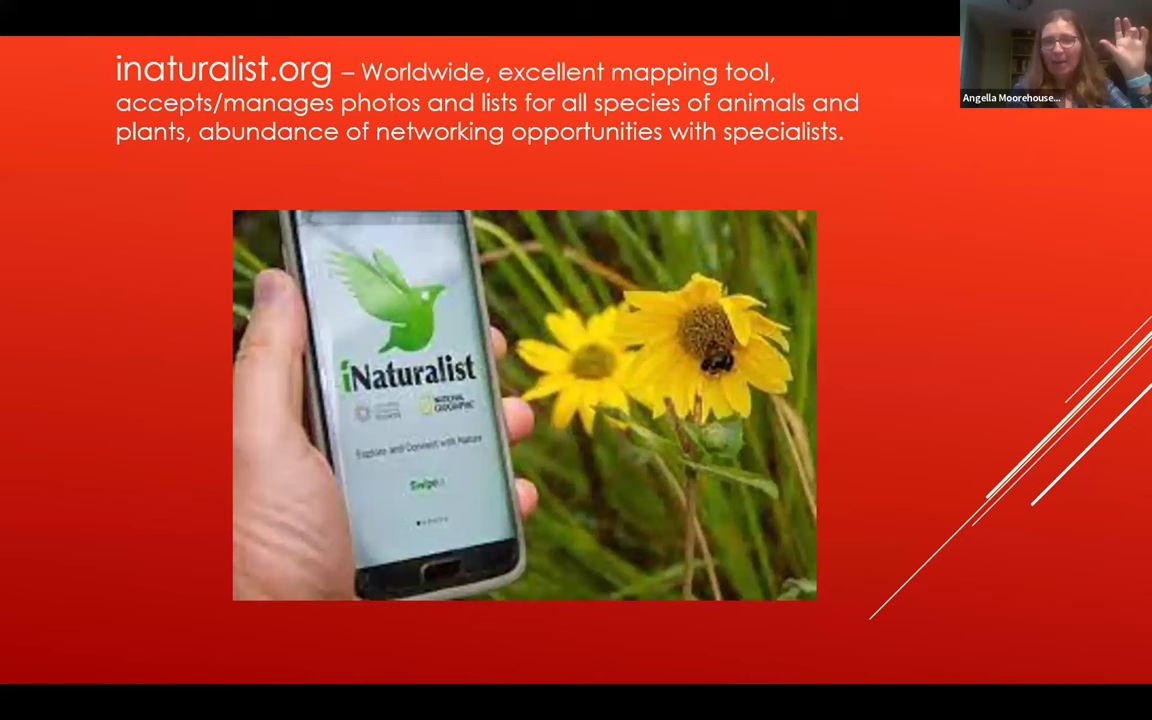 inaturalist.org – Worldwide, excellent mapping tool,
accepts/manages photos and lists for all species of animals and
plants, abundance of networking opportunities with specialists.
Angella Moorehouse...
iNaturalist
NATIONAL
GEOGRAPHIC
Explore and Connect with Nature
Swipe